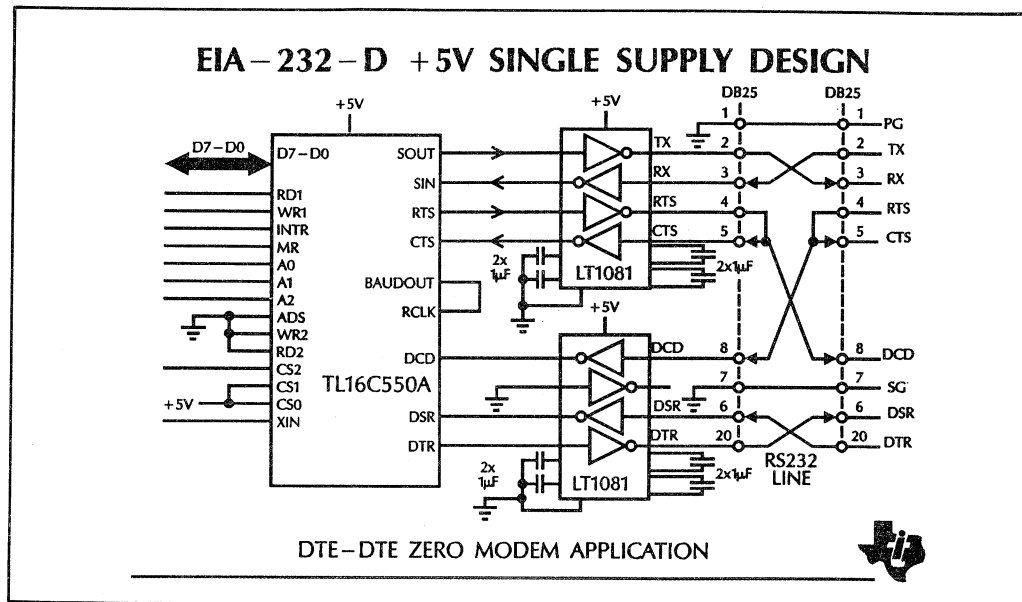 EIA-232-D +5V SINGLE SUPPLY DESIGN
+5V
D7-D0
D7-D0
RD1
WR1
INTR
MR
A0
A1
A2
ADS
WR2
RD2
CS2
CS1
+5V
CS0
XIN
SOUT
SIN
RTS
CTS
BAUDOUT
RCLK
DCD
TL16C550A
DSR
DTR
+5V
TX
RX
RTS
CTS
2x
1μF
LT1081
2x1μF
+5V
DCD
DSR
DTR
2x
1μF
LT1081
2x1μF
DB25
1
2
3
4
5
8
7
6
20
RS232
LINE
DB25
1 PG
2 TX
3 RX
4 RTS
5 CTS
8 DCD
7 SG
6 DSR
20 DTR
DTE-DTE ZERO MODEM APPLICATION
ti